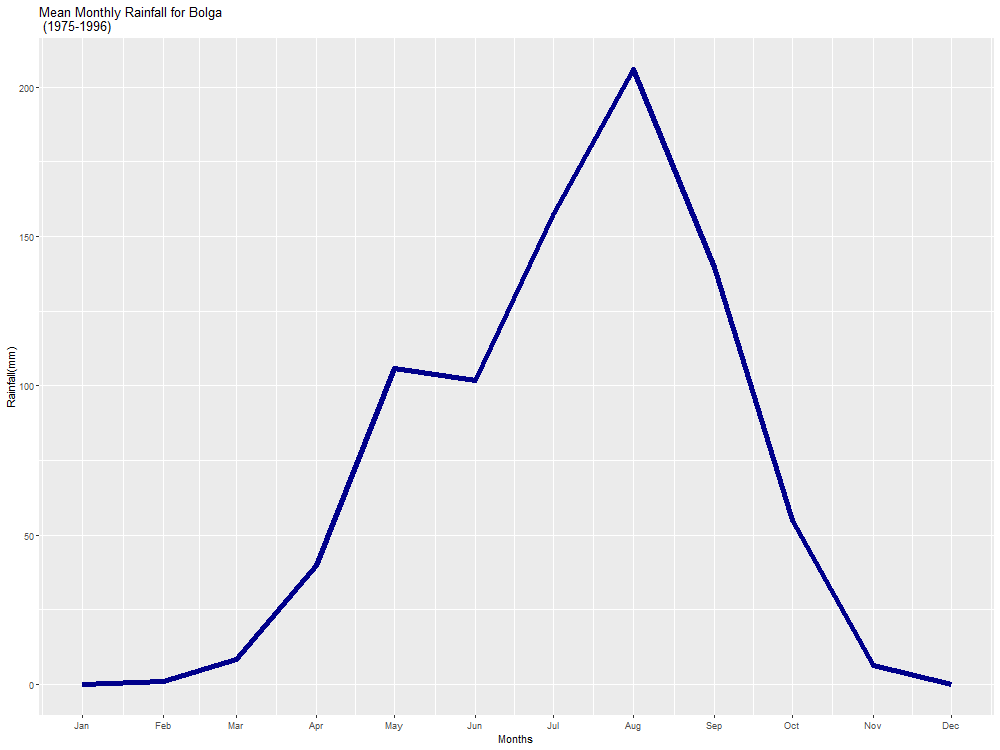 Mean Monthly Rainfall for Bolga
(1975-1996)
Rainfall(mm)
200
150
100
50
0
Jan Feb Mar Apr May Jun Jul Aug Sep Oct Nov Dec
Months